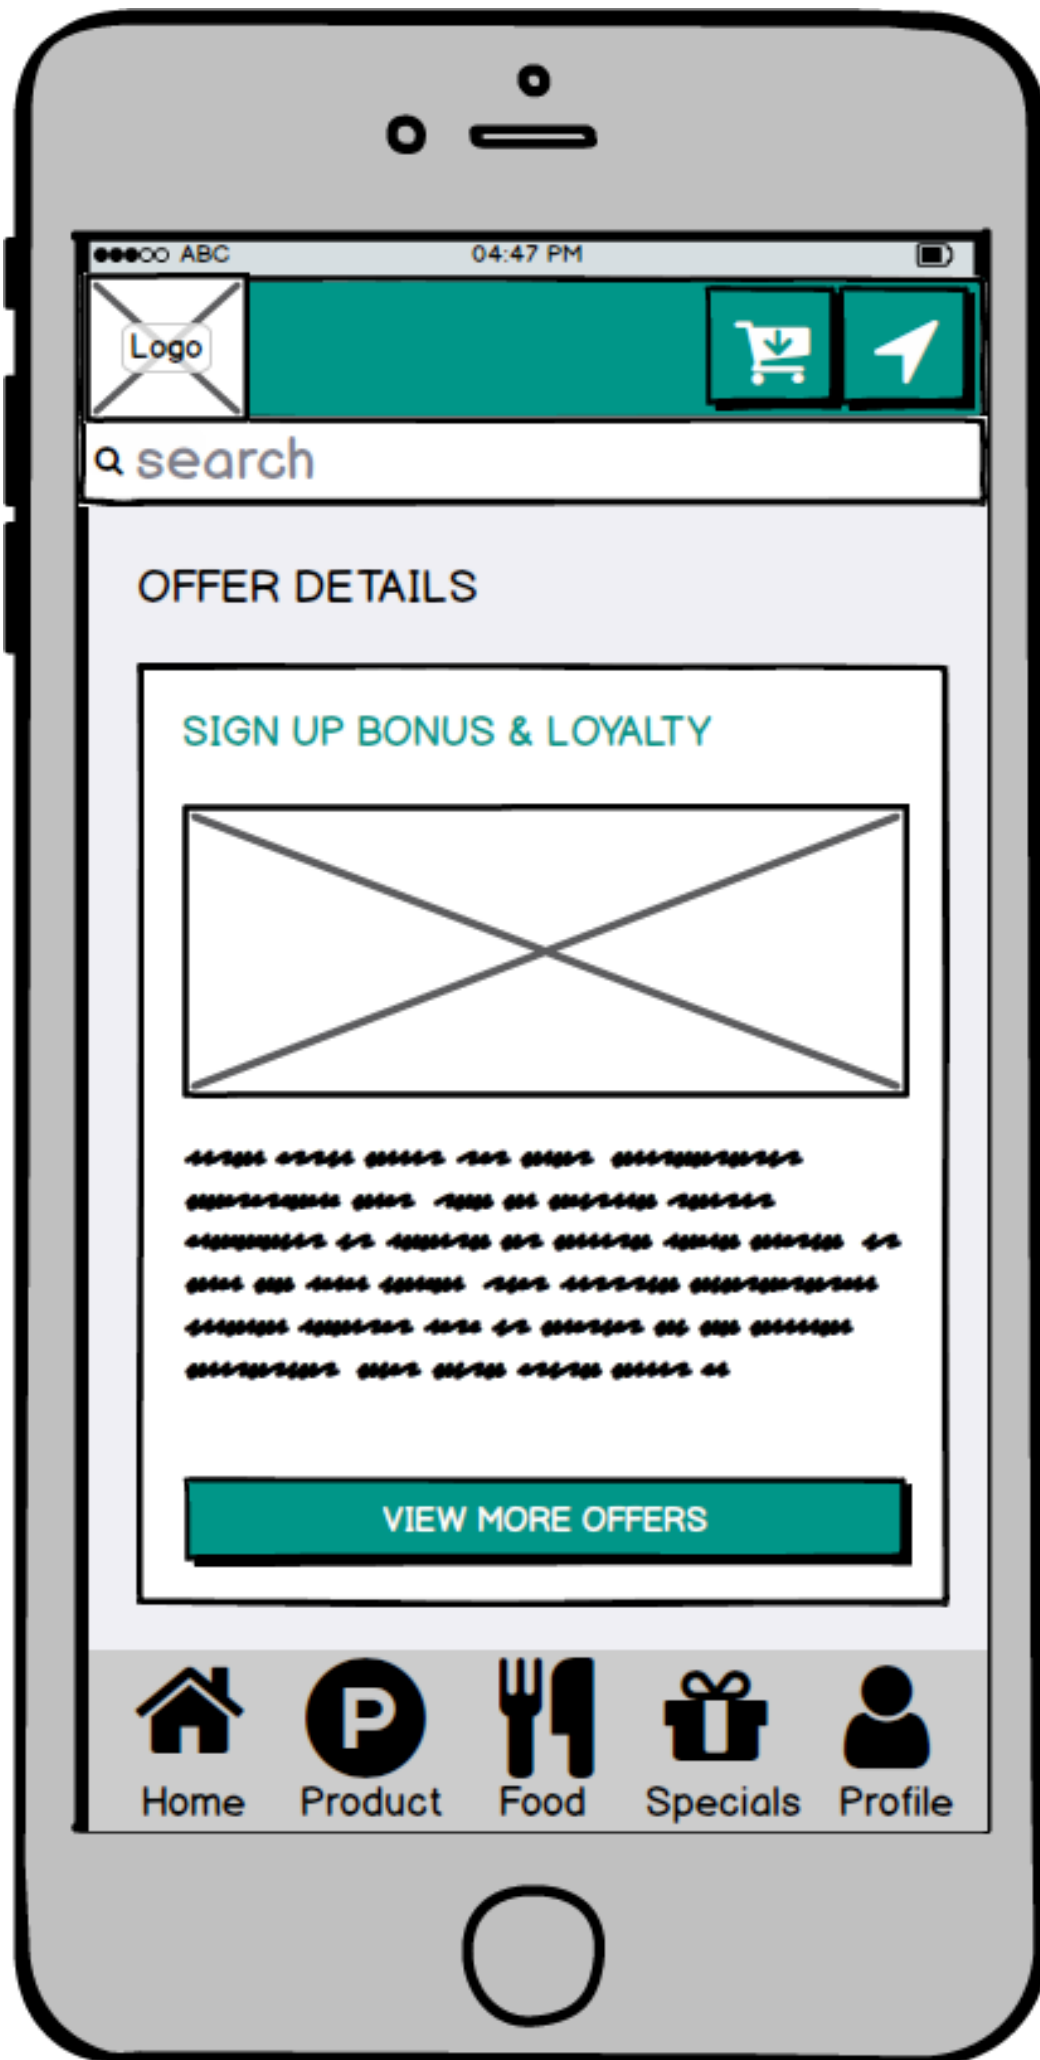 ABC 04:47 PM
Logo
search
OFFER DETAILS
SIGN UP BONUS & LOYALTY
VIEW MORE OFFERS
P
Home Product Food Specials Profile